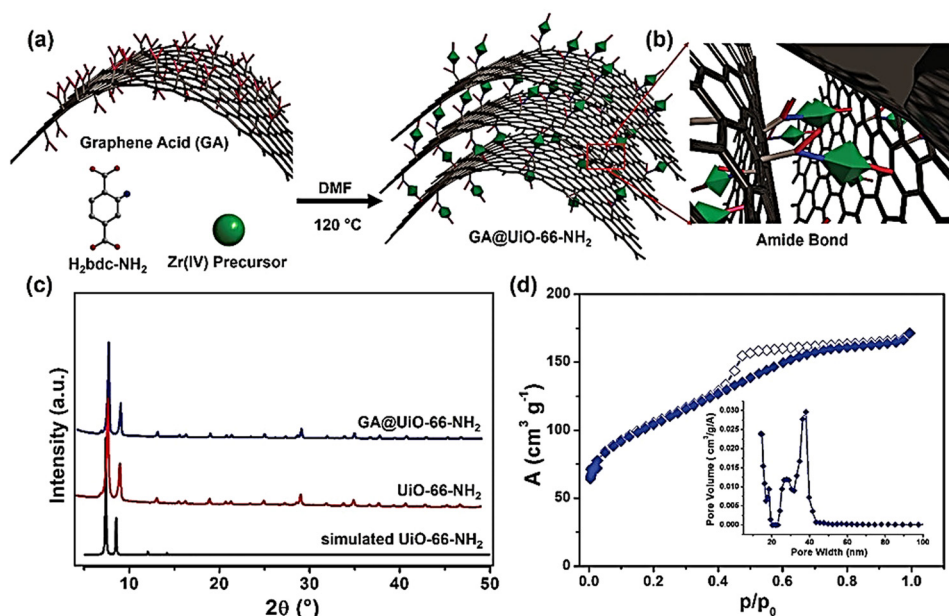 (a)
Graphene Acid (GA)
H₂bdc-NH₂
Zr(IV) Precursor
DMF
120 °C
GA@UiO-66-NH₂
(b)
Amide Bond
(c)
Intensity (a.u.)
GA@UiO-66-NH₂
UiO-66-NH₂
simulated UiO-66-NH₂
10 20 30 40 50
2θ (°)
(d)
A (cm³ g⁻¹)
200
150
100
50
0
0.0 0.2 0.4 0.6 0.8 1.0
p/p₀
Pore Volume ( cm³/g/A)
0.030
0.025
0.020
0.015
0.010
0.005
0.000
20 40 60 80 100
Pore Width (nm)